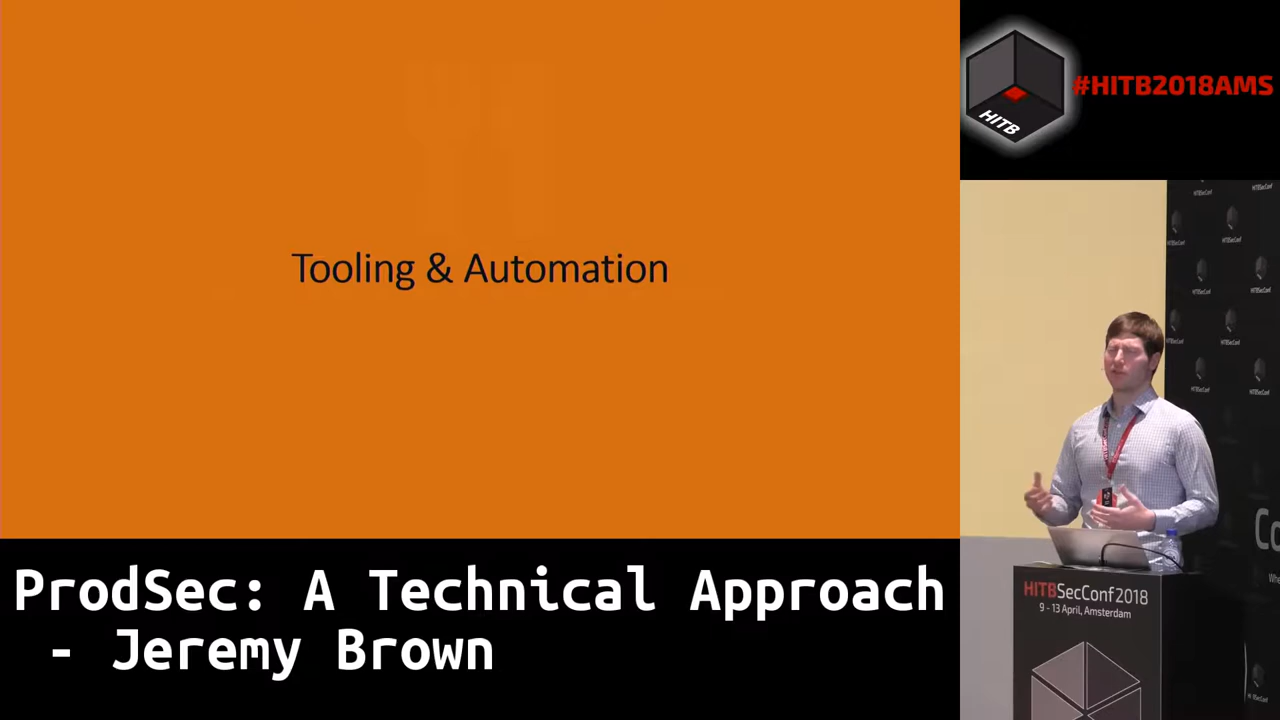 Tooling & Automation
ProdSec: A Technical Approach
- Jeremy Brown
#HITB2018AMS
HITB
HITBSecConf2018
9 - 13 April, Amsterdam